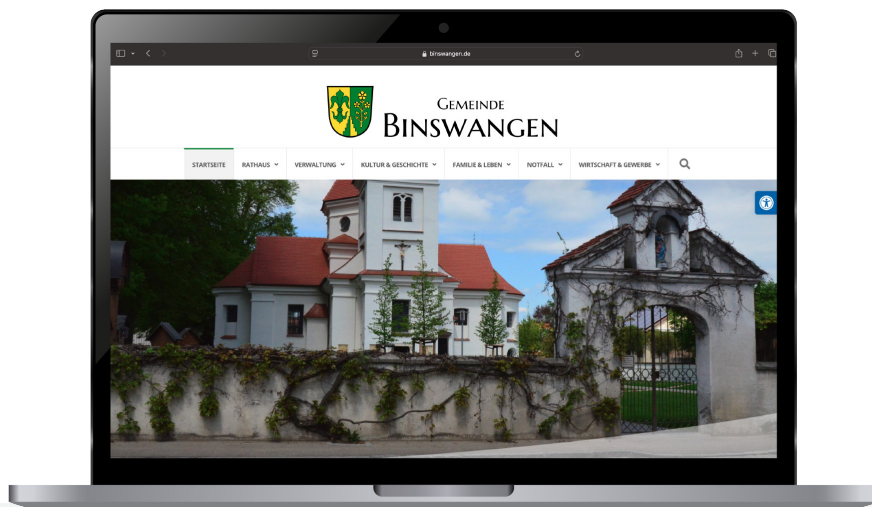 binswangen.de
GEMEINDE
BINSWANGEN
STARTSEITE RATHAUS VERWALTUNG KULTUR & GESCHICHTE FAMILIE & LEBEN NOTFALL WIRTSCHAFT & GEWERBE